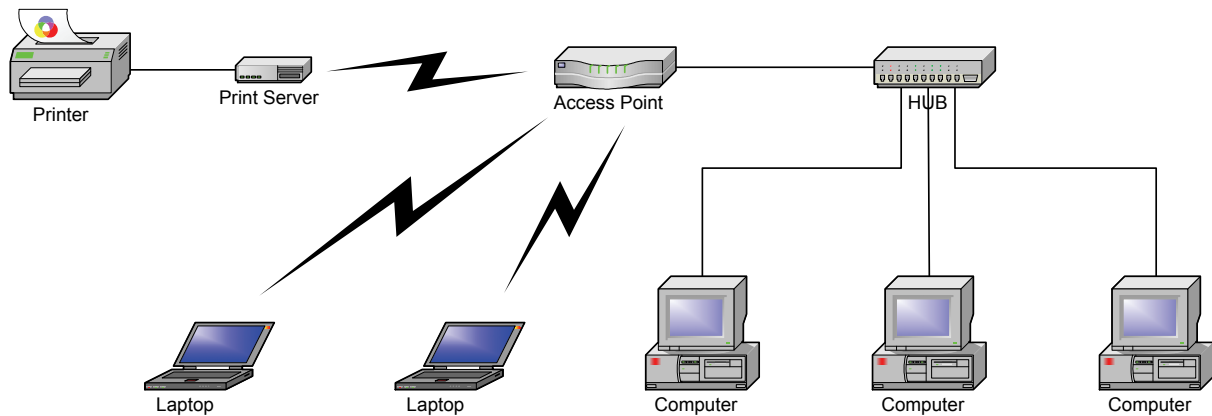 Printer
Print Server
Access Point
HUB
Laptop
Laptop
Computer
Computer
Computer